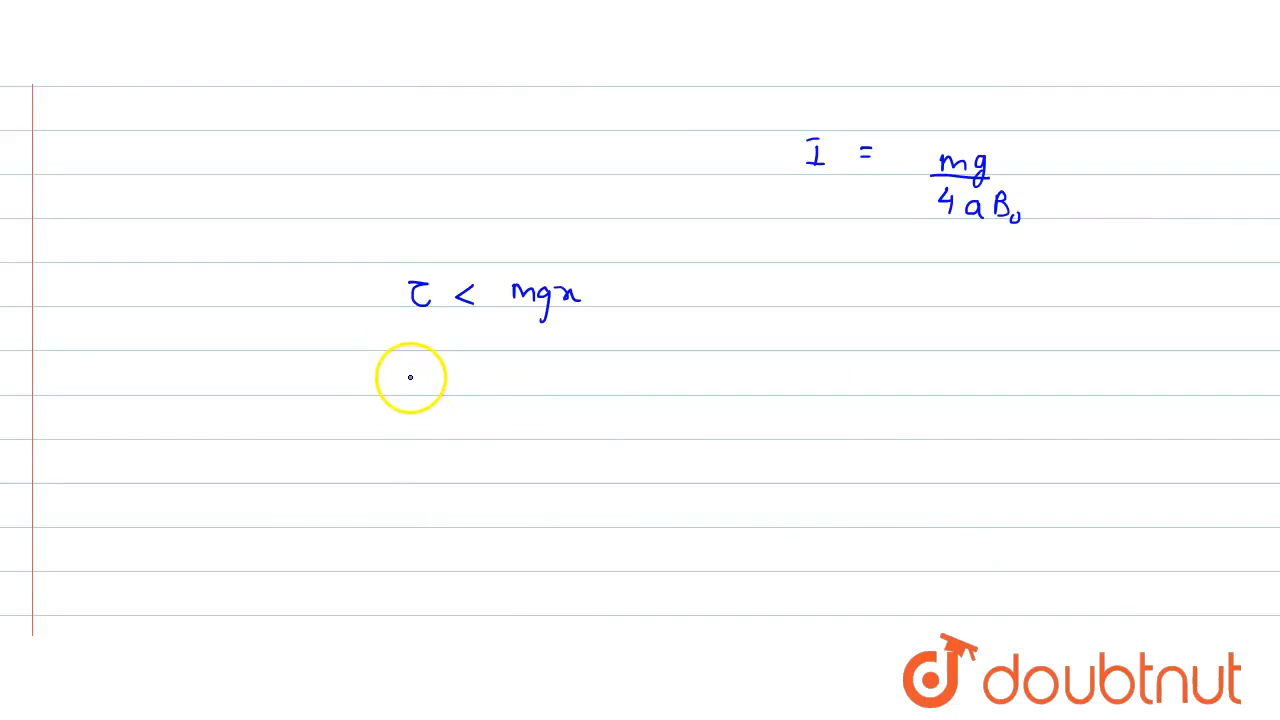 I = mg / 4aB₀
τ < mgx
doubtnut